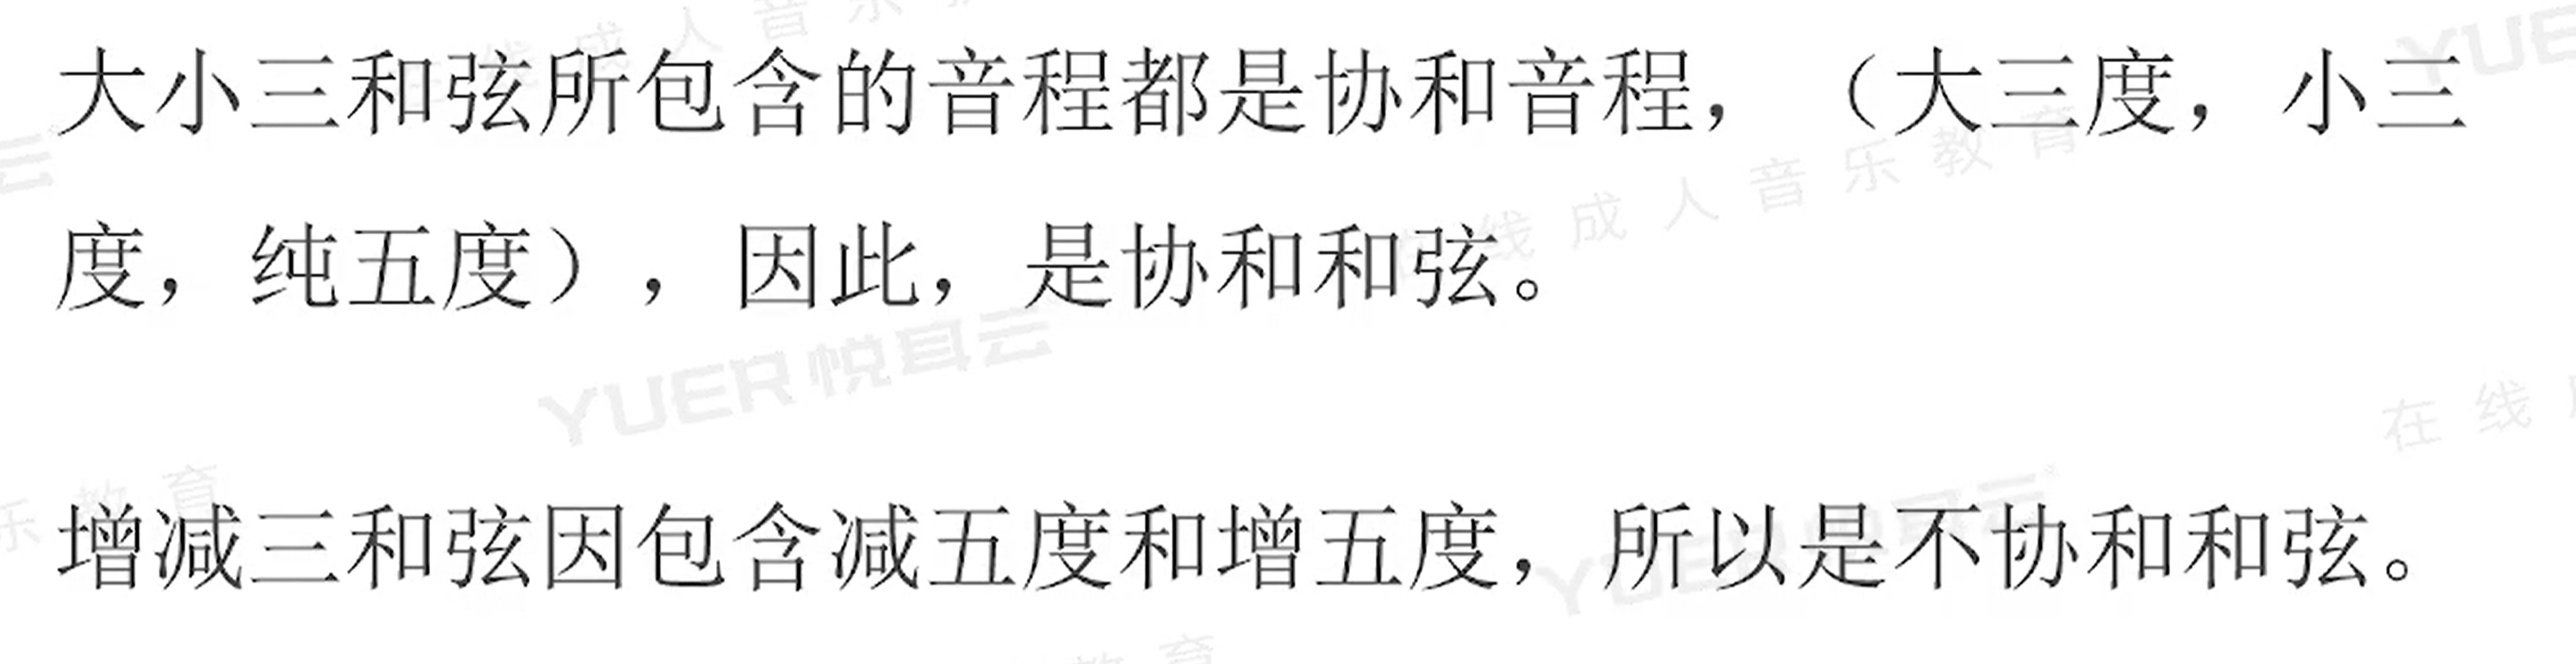 大小三和弦所包含的音程都是协和音程，（大三度，小三
度，纯五度），因此，是协和和弦。
YUER 悦耳云
在线成人音乐教育
增减三和弦因包含减五度和增五度，所以是不协和和弦。